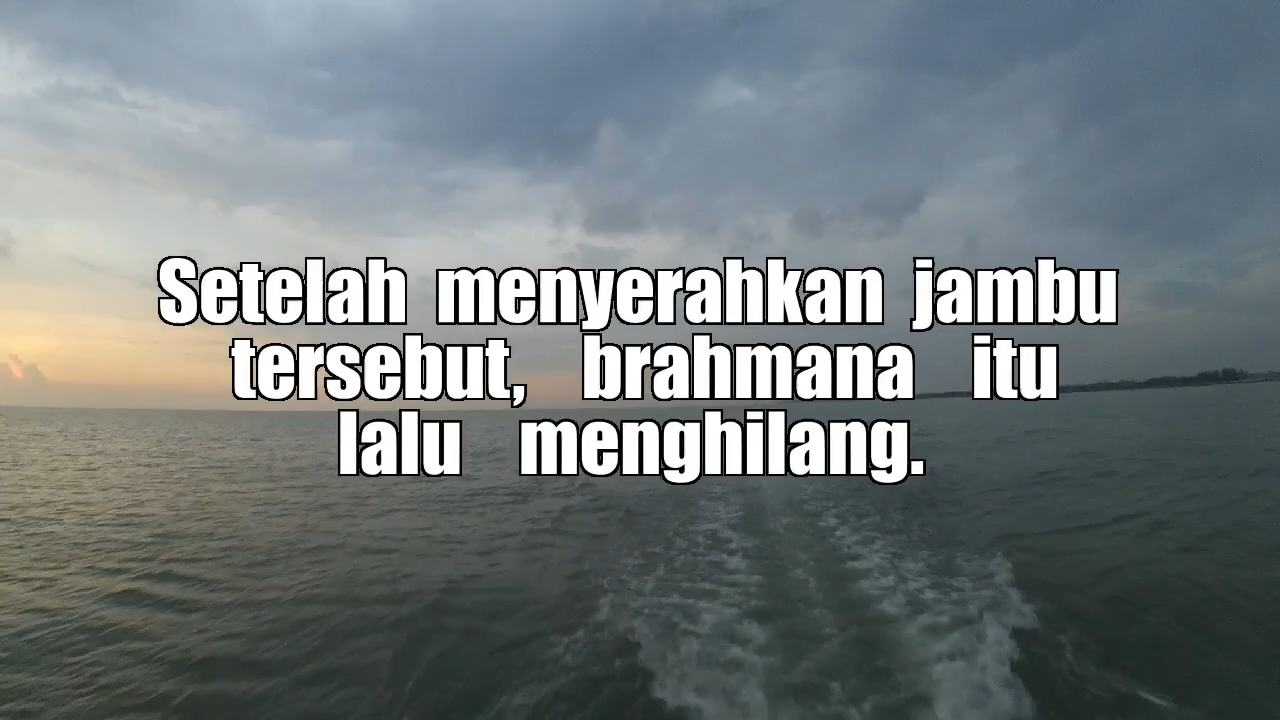 Setelah menyerahkan jambu
tersebut, brahmana itu
lalu menghilang.